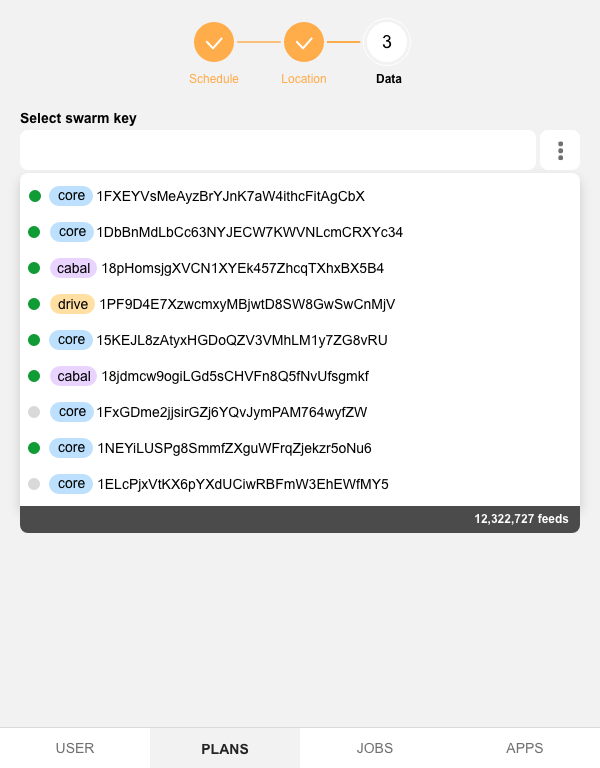 3
Schedule Location Data
Select swarm key
core 1FXEYVsMeAyzBrYJnK7aW4ithcFitAgCbX
core 1DbBnMdLbCc63NYJECW7KWVNLcmCRXYc34
cabal 18pHomsjgXVCN1XYEk457ZhcqTXhxBX5B4
drive 1PF9D4E7XzwcmxyMBjwtD8SW8GwSwCnMjV
core 15KEJL8zAtyxHGDoQZV3VMhLM1y7ZG8vRU
cabal 18jdmcw9ogiLGd5sCHVFn8Q5fNvUfsgmkf
core 1FxGDme2jjsirGZj6YQvJymPAM764wyfZW
core 1NEYiLUSPg8SmmfZXguWFrqZjekzr5oNu6
core 1ELcPjxVtKX6pYXdUCiwRBFmW3EhEWfMY5
12,322,727 feeds
USER PLANS JOBS APPS